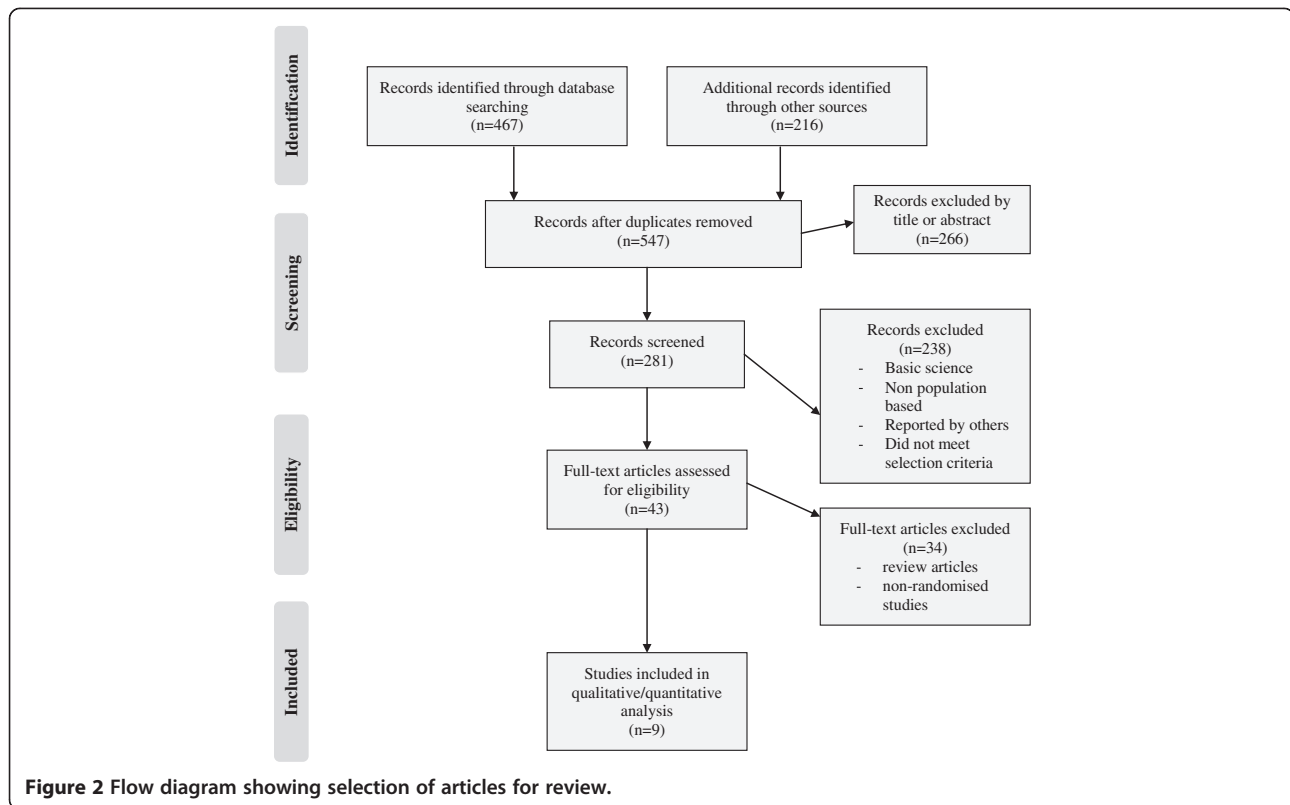 Identification
Records identified through database
searching
(n=467)
Additional records identified
through other sources
(n=216)
Screening
Records after duplicates removed
(n=547)
Records excluded by
title or abstract
(n=266)
Records screened
(n=281)
Records excluded
(n=238)
- Basic science
- Non population
based
- Reported by others
- Did not meet
selection criteria
Eligibility
Full-text articles assessed
for eligibility
(n=43)
Full-text articles excluded
(n=34)
- review articles
- non-randomised
studies
Included
Studies included in
qualitative/quantitative
analysis
(n=9)
Figure 2 Flow diagram showing selection of articles for review.